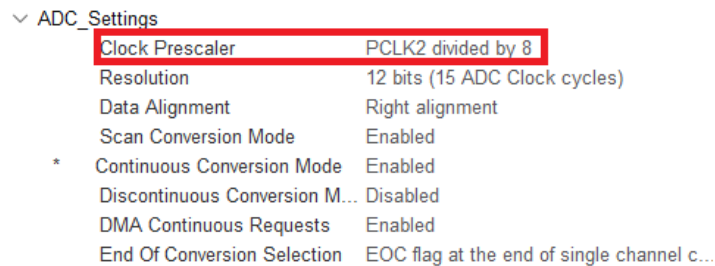 ADC_Settings
Clock Prescaler PCLK2 divided by 8
Resolution 12 bits (15 ADC Clock cycles)
Data Alignment Right alignment
Scan Conversion Mode Enabled
* Continuous Conversion Mode Enabled
Discontinuous Conversion M... Disabled
DMA Continuous Requests Enabled
End Of Conversion Selection EOC flag at the end of single channel c...